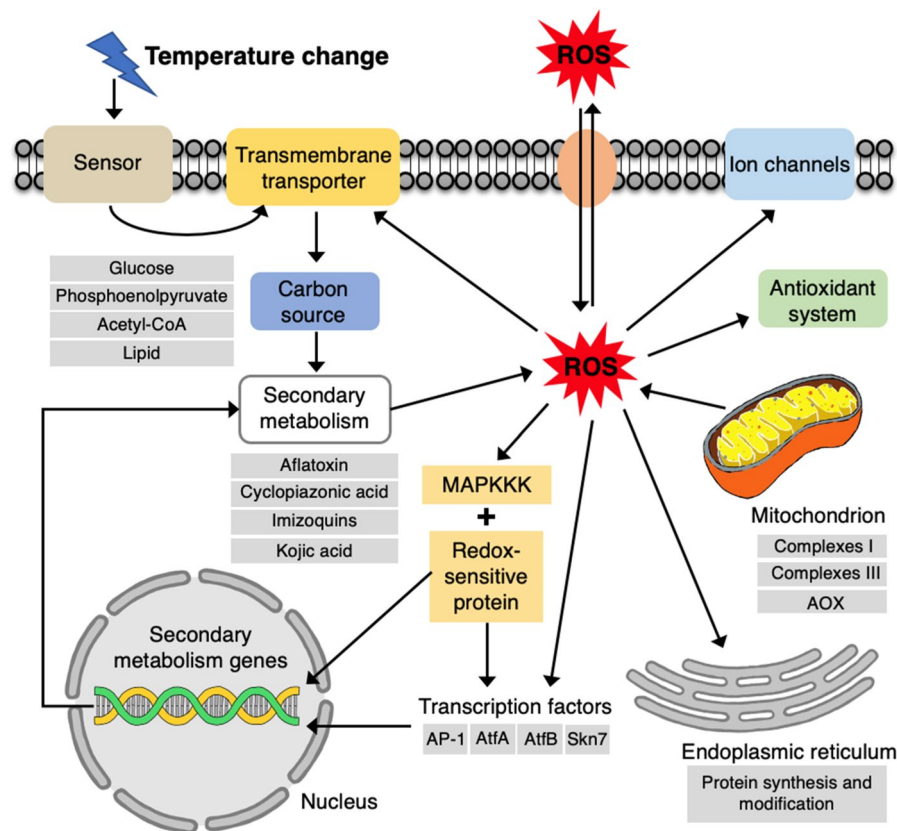 Temperature change
ROS
Sensor
Transmembrane
transporter
Ion channels
Glucose
Phosphoenolpyruvate
Acetyl-CoA
Lipid
Carbon
source
Antioxidant
system
ROS
Secondary
metabolism
Aflatoxin
Cyclopiazonic acid
Imizoquins
Kojic acid
MAPKKK
+
Redox-
sensitive
protein
Mitochondrion
Complexes I
Complexes III
AOX
Secondary
metabolism genes
Transcription factors
AP-1 AtfA AtfB Skn7
Nucleus
Endoplasmic reticulum
Protein synthesis and
modification